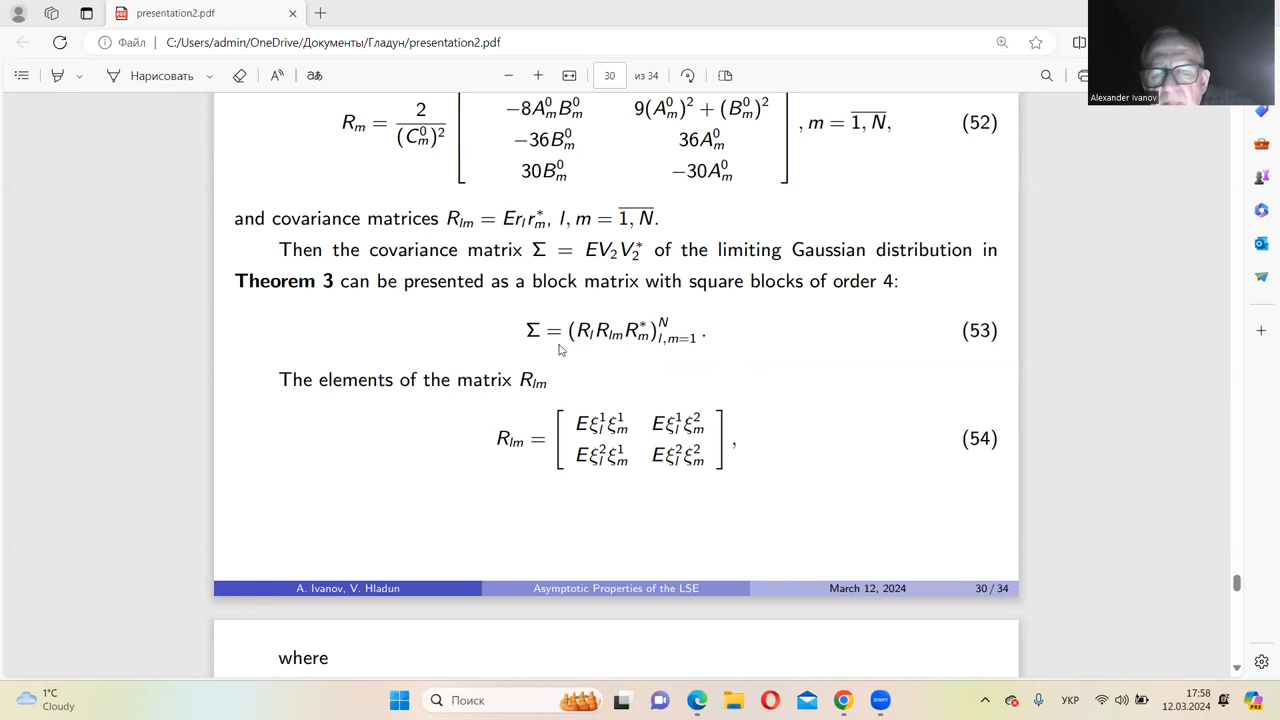 presentation2.pdf
Файл
C:/Users/admin/OneDrive/Документы/Гладун/presentation2.pdf
Нарисовать
30 из 34
Alexander Ivanov
R_m = 2/(C_m^0)^2 [ −8A_m^0 B_m^0   9(A_m^0)^2 + (B_m^0)^2
−36B_m^0   36A_m^0
30B_m^0   −30A_m^0 ], m = \overline{1, N},   (52)
and covariance matrices R_{lm} = Er_l r_m^*, l, m = \overline{1, N}.
Then the covariance matrix Σ = EV_2V_2^* of the limiting Gaussian distribution in
Theorem 3 can be presented as a block matrix with square blocks of order 4:
Σ = (R_l R_{lm} R_m^*)_{l,m=1}^N .   (53)
The elements of the matrix R_{lm}
R_{lm} = [ Eξ_l^1 ξ_m^1   Eξ_l^1 ξ_m^2
Eξ_l^2 ξ_m^1   Eξ_l^2 ξ_m^2 ],   (54)
A. Ivanov, V. Hladun   Asymptotic Properties of the LSE   March 12, 2024   30 / 34
where
1°C
Cloudy
Поиск
УКР
17:58
12.03.2024